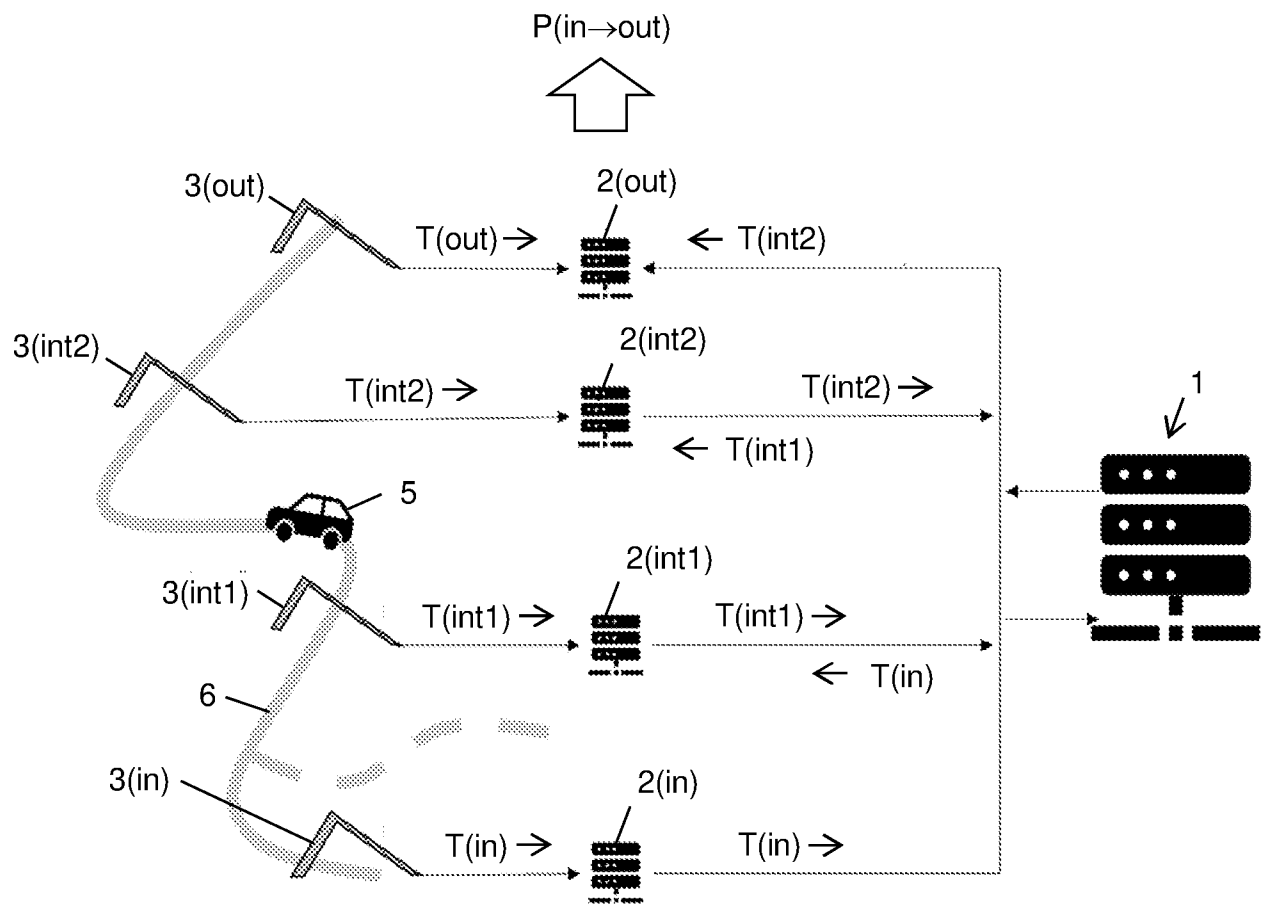 P(in→out)
3(out)
2(out)
T(out) →
← T(int2)
3(int2)
2(int2)
T(int2) →
T(int2) →
1
← T(int1)
5
3(int1)
2(int1)
T(int1) →
T(int1) →
← T(in)
6
3(in)
2(in)
T(in) →
T(in) →